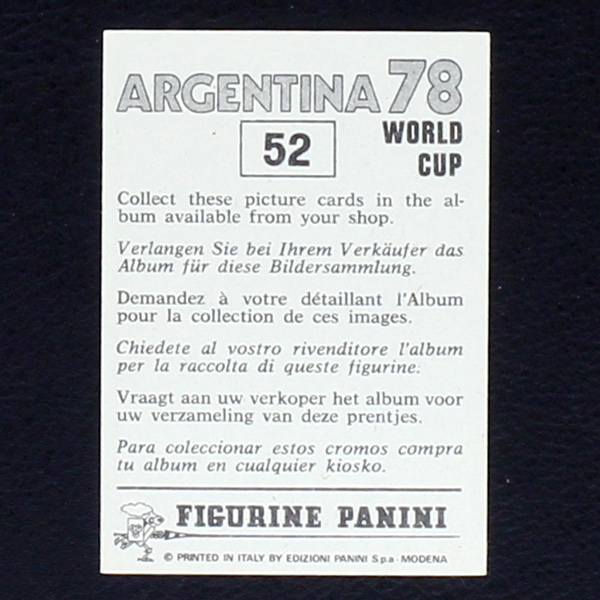 ARGENTINA 78
52
WORLD
CUP
Collect these picture cards in the al-
bum available from your shop.
Verlangen Sie bei Ihrem Verkäufer das
Album für diese Bildersammlung.
Demandez à votre détaillant l'Album
pour la collection de ces images.
Chiedete al vostro rivenditore l'album
per la raccolta di queste figurine.
Vraagt aan uw verkoper het album voor
uw verzameling van deze prentjes.
Para coleccionar estos cromos compra
tu album en cualquier kiosko.
FIGURINE PANINI
© PRINTED IN ITALY BY EDIZIONI PANINI S.p.a - MODENA